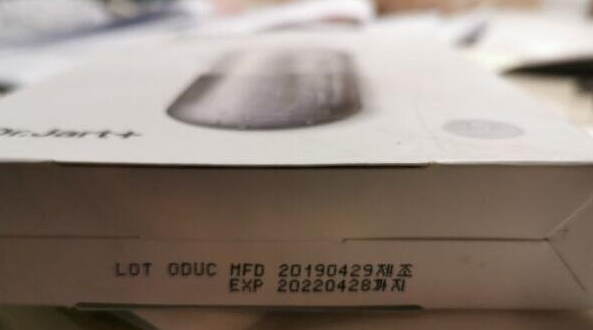 Dr.Jart+
LOT ODUC MFD 20190429제조
EXP 20220428까지